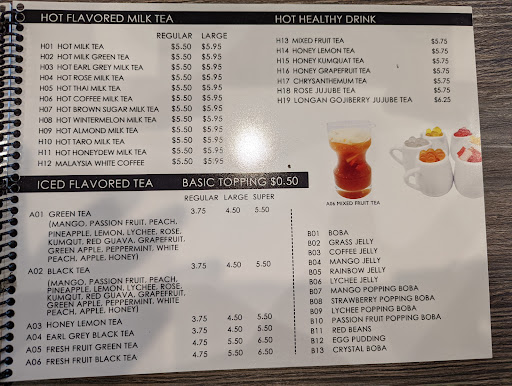 HOT FLAVORED MILK TEA
REGULAR LARGE
H01 HOT MILK TEA $5.50 $5.95
H02 HOT MILK GREEN TEA $5.50 $5.95
H03 HOT EARL GREY MILK TEA $5.50 $5.95
H04 HOT ROSE MILK TEA $5.50 $5.95
H05 HOT THAI MILK TEA $5.50 $5.95
H06 HOT COFFEE MILK TEA $5.50 $5.95
H07 HOT BROWN SUGAR MILK TEA $5.50 $5.95
H08 HOT WINTERMELON MILK TEA $5.50 $5.95
H09 HOT ALMOND MILK TEA $5.50 $5.95
H10 HOT TARO MILK TEA $5.50 $5.95
H11 HOT HONEYDEW MILK TEA $5.50 $5.95
H12 MALAYSIA WHITE COFFEE $5.50 $5.95
HOT HEALTHY DRINK
H13 MIXED FRUIT TEA $5.75
H14 HONEY LEMON TEA $5.75
H15 HONEY KUMQUAT TEA $5.75
H16 HONEY GRAPEFRUIT TEA $5.75
H17 CHRYSANTHEMUM TEA $5.75
H18 ROSE JUJUBE TEA $5.75
H19 LONGAN GOJIBERRY JUJUBE TEA $6.25
A06 MIXED FRUIT TEA
ICED FLAVORED TEA BASIC TOPPING $0.50
REGULAR LARGE SUPER
A01 GREEN TEA 3.75 4.50 5.50
(MANGO, PASSION FRUIT, PEACH,
PINEAPPLE, LEMON, LYCHEE, ROSE,
KUMQUT, RED GUAVA, GRAPEFRUIT,
GREEN APPLE, PEPPERMINT, WHITE
PEACH, APPLE, HONEY)
A02 BLACK TEA 3.75 4.50 5.50
(MANGO, PASSION FRUIT, PEACH,
PINEAPPLE, LEMON, LYCHEE, ROSE,
KUMQUT, RED GUAVA, GRAPEFRUIT,
GREEN APPLE, PEPPERMINT, WHITE
PEACH, APPLE, HONEY)
A03 HONEY LEMON TEA 3.75 4.50 5.50
A04 EARL GREY BLACK TEA 3.75 4.50 5.50
A05 FRESH FRUIT GREEN TEA 4.75 5.50 6.50
A06 FRESH FRUIT BLACK TEA 4.75 5.50 6.50
B01 BOBA
B02 GRASS JELLY
B03 COFFEE JELLY
B04 MANGO JELLY
B05 RAINBOW JELLY
B06 LYCHEE JELLY
B07 MANGO POPPING BOBA
B08 STRAWBERRY POPPING BOBA
B09 LYCHEE POPPING BOBA
B10 PASSION FRUIT POPPING BOBA
B11 RED BEANS
B12 EGG PUDDING
B13 CRYSTAL BOBA